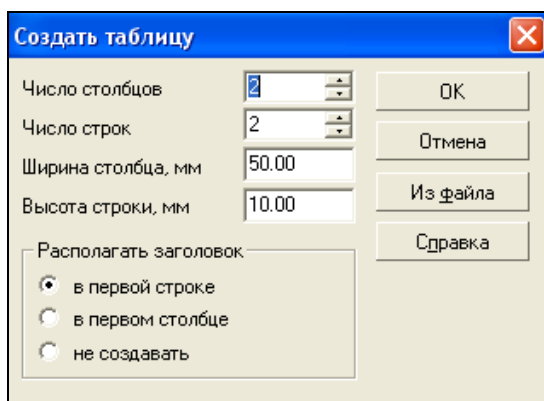 Создать таблицу
Число столбцов 2 OK
Число строк 2 Отмена
Ширина столбца, мм 50.00
Из файла
Высота строки, мм 10.00
Справка
Располагать заголовок
в первой строке
в первом столбце
не создавать